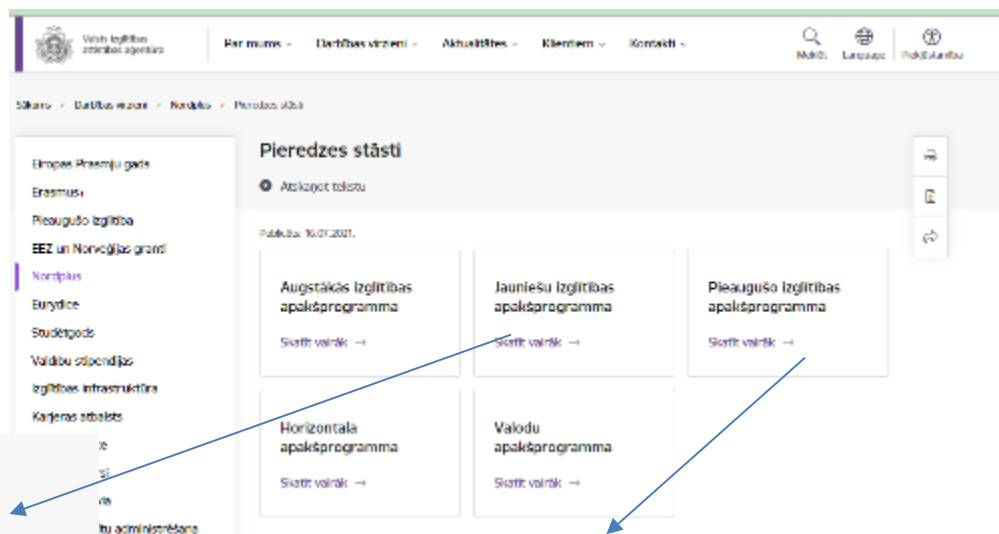 Valsts izglītības
attīstības aģentūra
Par mums
Darbības virzieni
Aktualitātes
Klientiem
Kontakti
Meklēt
Language
Piekļūstamība
Sākums
Darbības virzieni
Nordplus
Pieredzes stāsti
Eiropas Prasmju gads
Erasmus+
Pieaugušo izglītība
EEZ un Norvēģijas granti
Nordplus
Eurydice
Studētgods
Valdību stipendijas
Izglītības infrastruktūra
Karjeras atbalsts
tu administrēšana
Pieredzes stāsti
Atskaņot tekstu
Publicēts: 16.07.2021.
Augstākās izglītības
apakšprogramma
Skatīt vairāk →
Jauniešu izglītības
apakšprogramma
Skatīt vairāk →
Pieaugušo izglītības
apakšprogramma
Skatīt vairāk →
Horizontālā
apakšprogramma
Skatīt vairāk →
Valodu
apakšprogramma
Skatīt vairāk →